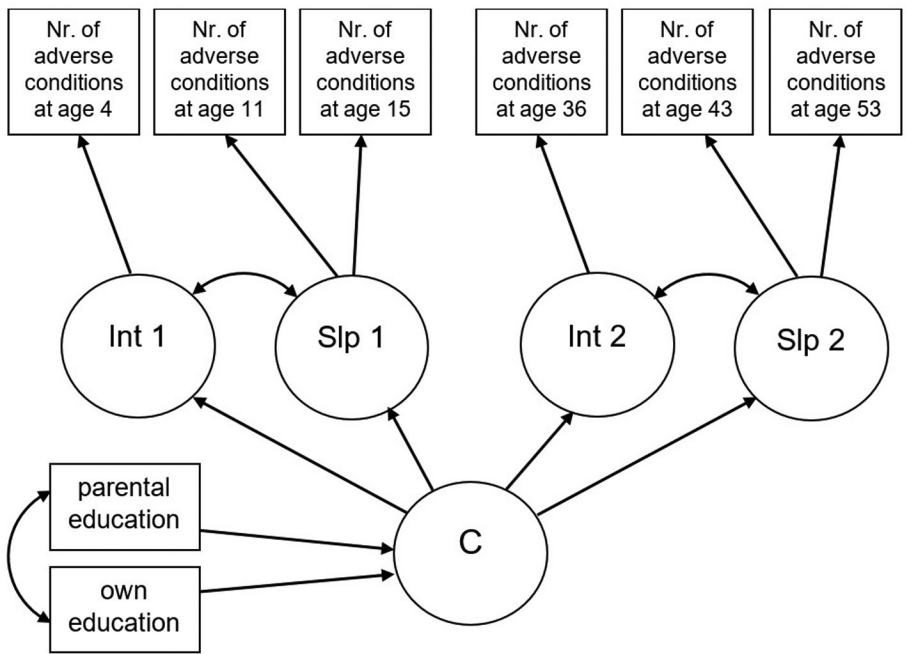 Nr. of
adverse
conditions
at age 4
Nr. of
adverse
conditions
at age 11
Nr. of
adverse
conditions
at age 15
Nr. of
adverse
conditions
at age 36
Nr. of
adverse
conditions
at age 43
Nr. of
adverse
conditions
at age 53
Int 1
Slp 1
Int 2
Slp 2
parental
education
C
own
education